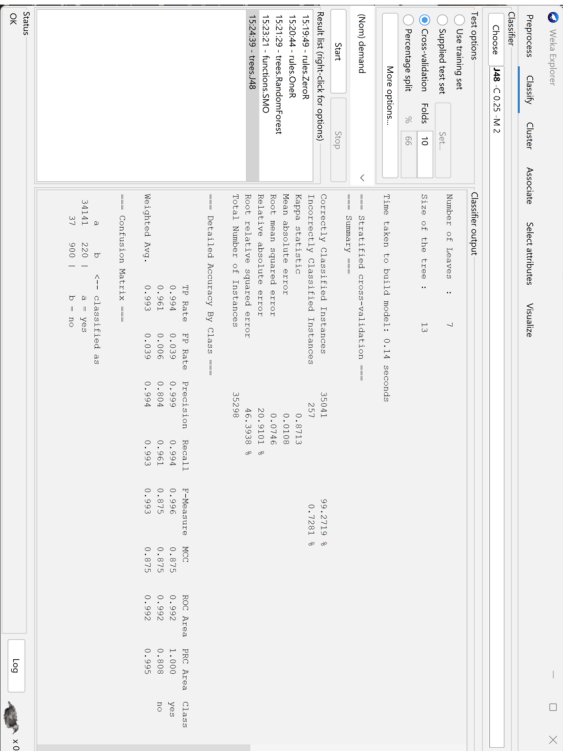 Weka Explorer
Preprocess Classify Cluster Associate Select attributes Visualize
Classifier
Choose J48 -C 0.25 -M 2
Test options
Use training set
Supplied test set Set...
Cross-validation Folds 10
Percentage split % 66
More options...
(Nom) demand
Start Stop
Result list (right-click for options)
15:19:49 - rules.ZeroR
15:20:44 - rules.OneR
15:21:29 - trees.RandomForest
15:23:21 - functions.SMO
15:24:39 - trees.J48
Classifier output
Number of Leaves : 7
Size of the tree : 13
Time taken to build model: 0.14 seconds
=== Stratified cross-validation ===
=== Summary ===
Correctly Classified Instances 35041 99.2719 %
Incorrectly Classified Instances 257 0.7281 %
Kappa statistic 0.8713
Mean absolute error 0.0108
Root mean squared error 0.0746
Relative absolute error 20.9101 %
Root relative squared error 46.3938 %
Total Number of Instances 35298
=== Detailed Accuracy By Class ===
TP Rate FP Rate Precision Recall F-Measure MCC ROC Area PRC Area Class
0.994 0.039 0.999 0.994 0.996 0.875 0.992 1.000 yes
0.961 0.006 0.804 0.961 0.875 0.875 0.992 0.808 no
Weighted Avg. 0.993 0.039 0.994 0.993 0.993 0.875 0.992 0.995
=== Confusion Matrix ===
a b <-- classified as
34141 220 | a = yes
37 900 | b = no
Status
OK
Log
x 0